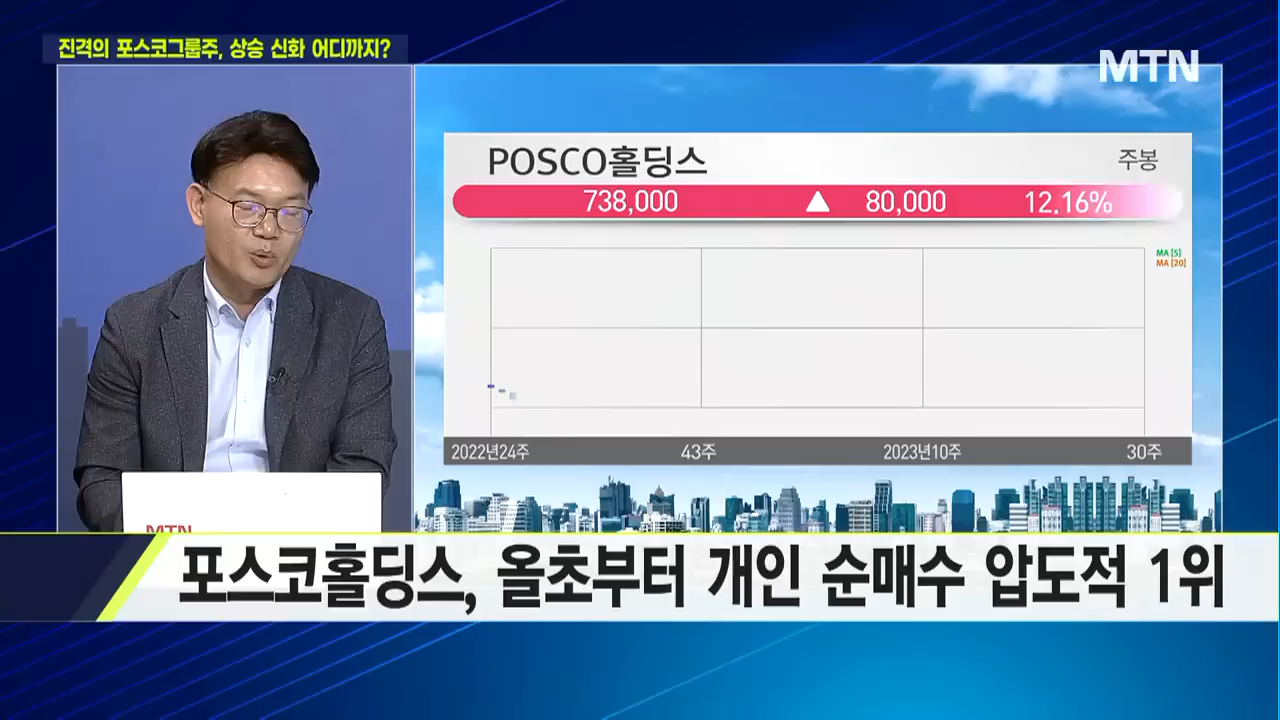 진격의 포스코그룹주, 상승 신화 어디까지?
MTN
POSCO홀딩스
주봉
738,000 ▲ 80,000 12.16%
MA [5]
MA [20]
2022년24주 43주 2023년10주 30주
MTN
포스코홀딩스, 올초부터 개인 순매수 압도적 1위